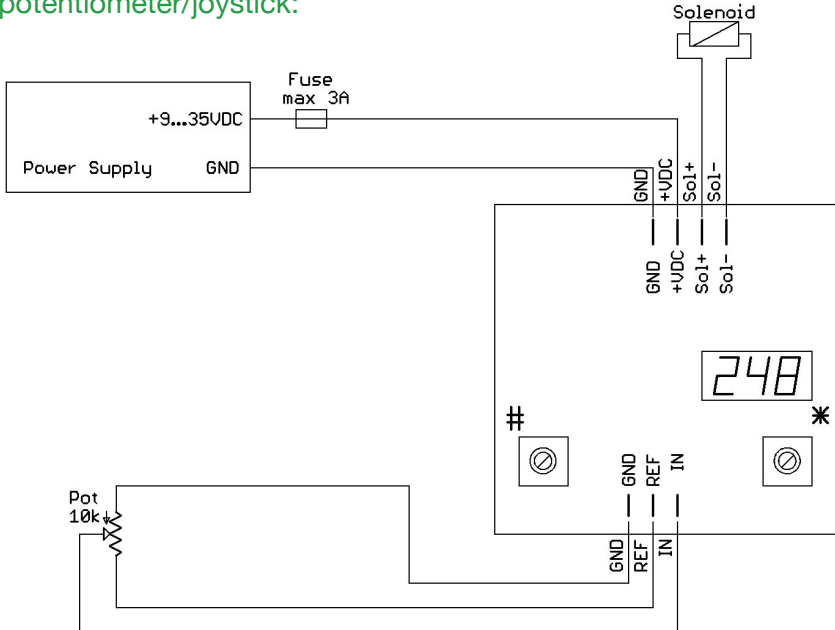 potentiometer/joystick:
Solenoid
Fuse
max 3A
+9...35VDC
Power Supply GND
GND
+VDC
Sol+
Sol-
GND
+VDC
Sol+
Sol-
248
# *
GND
REF
IN
Pot
10k
GND
REF
IN